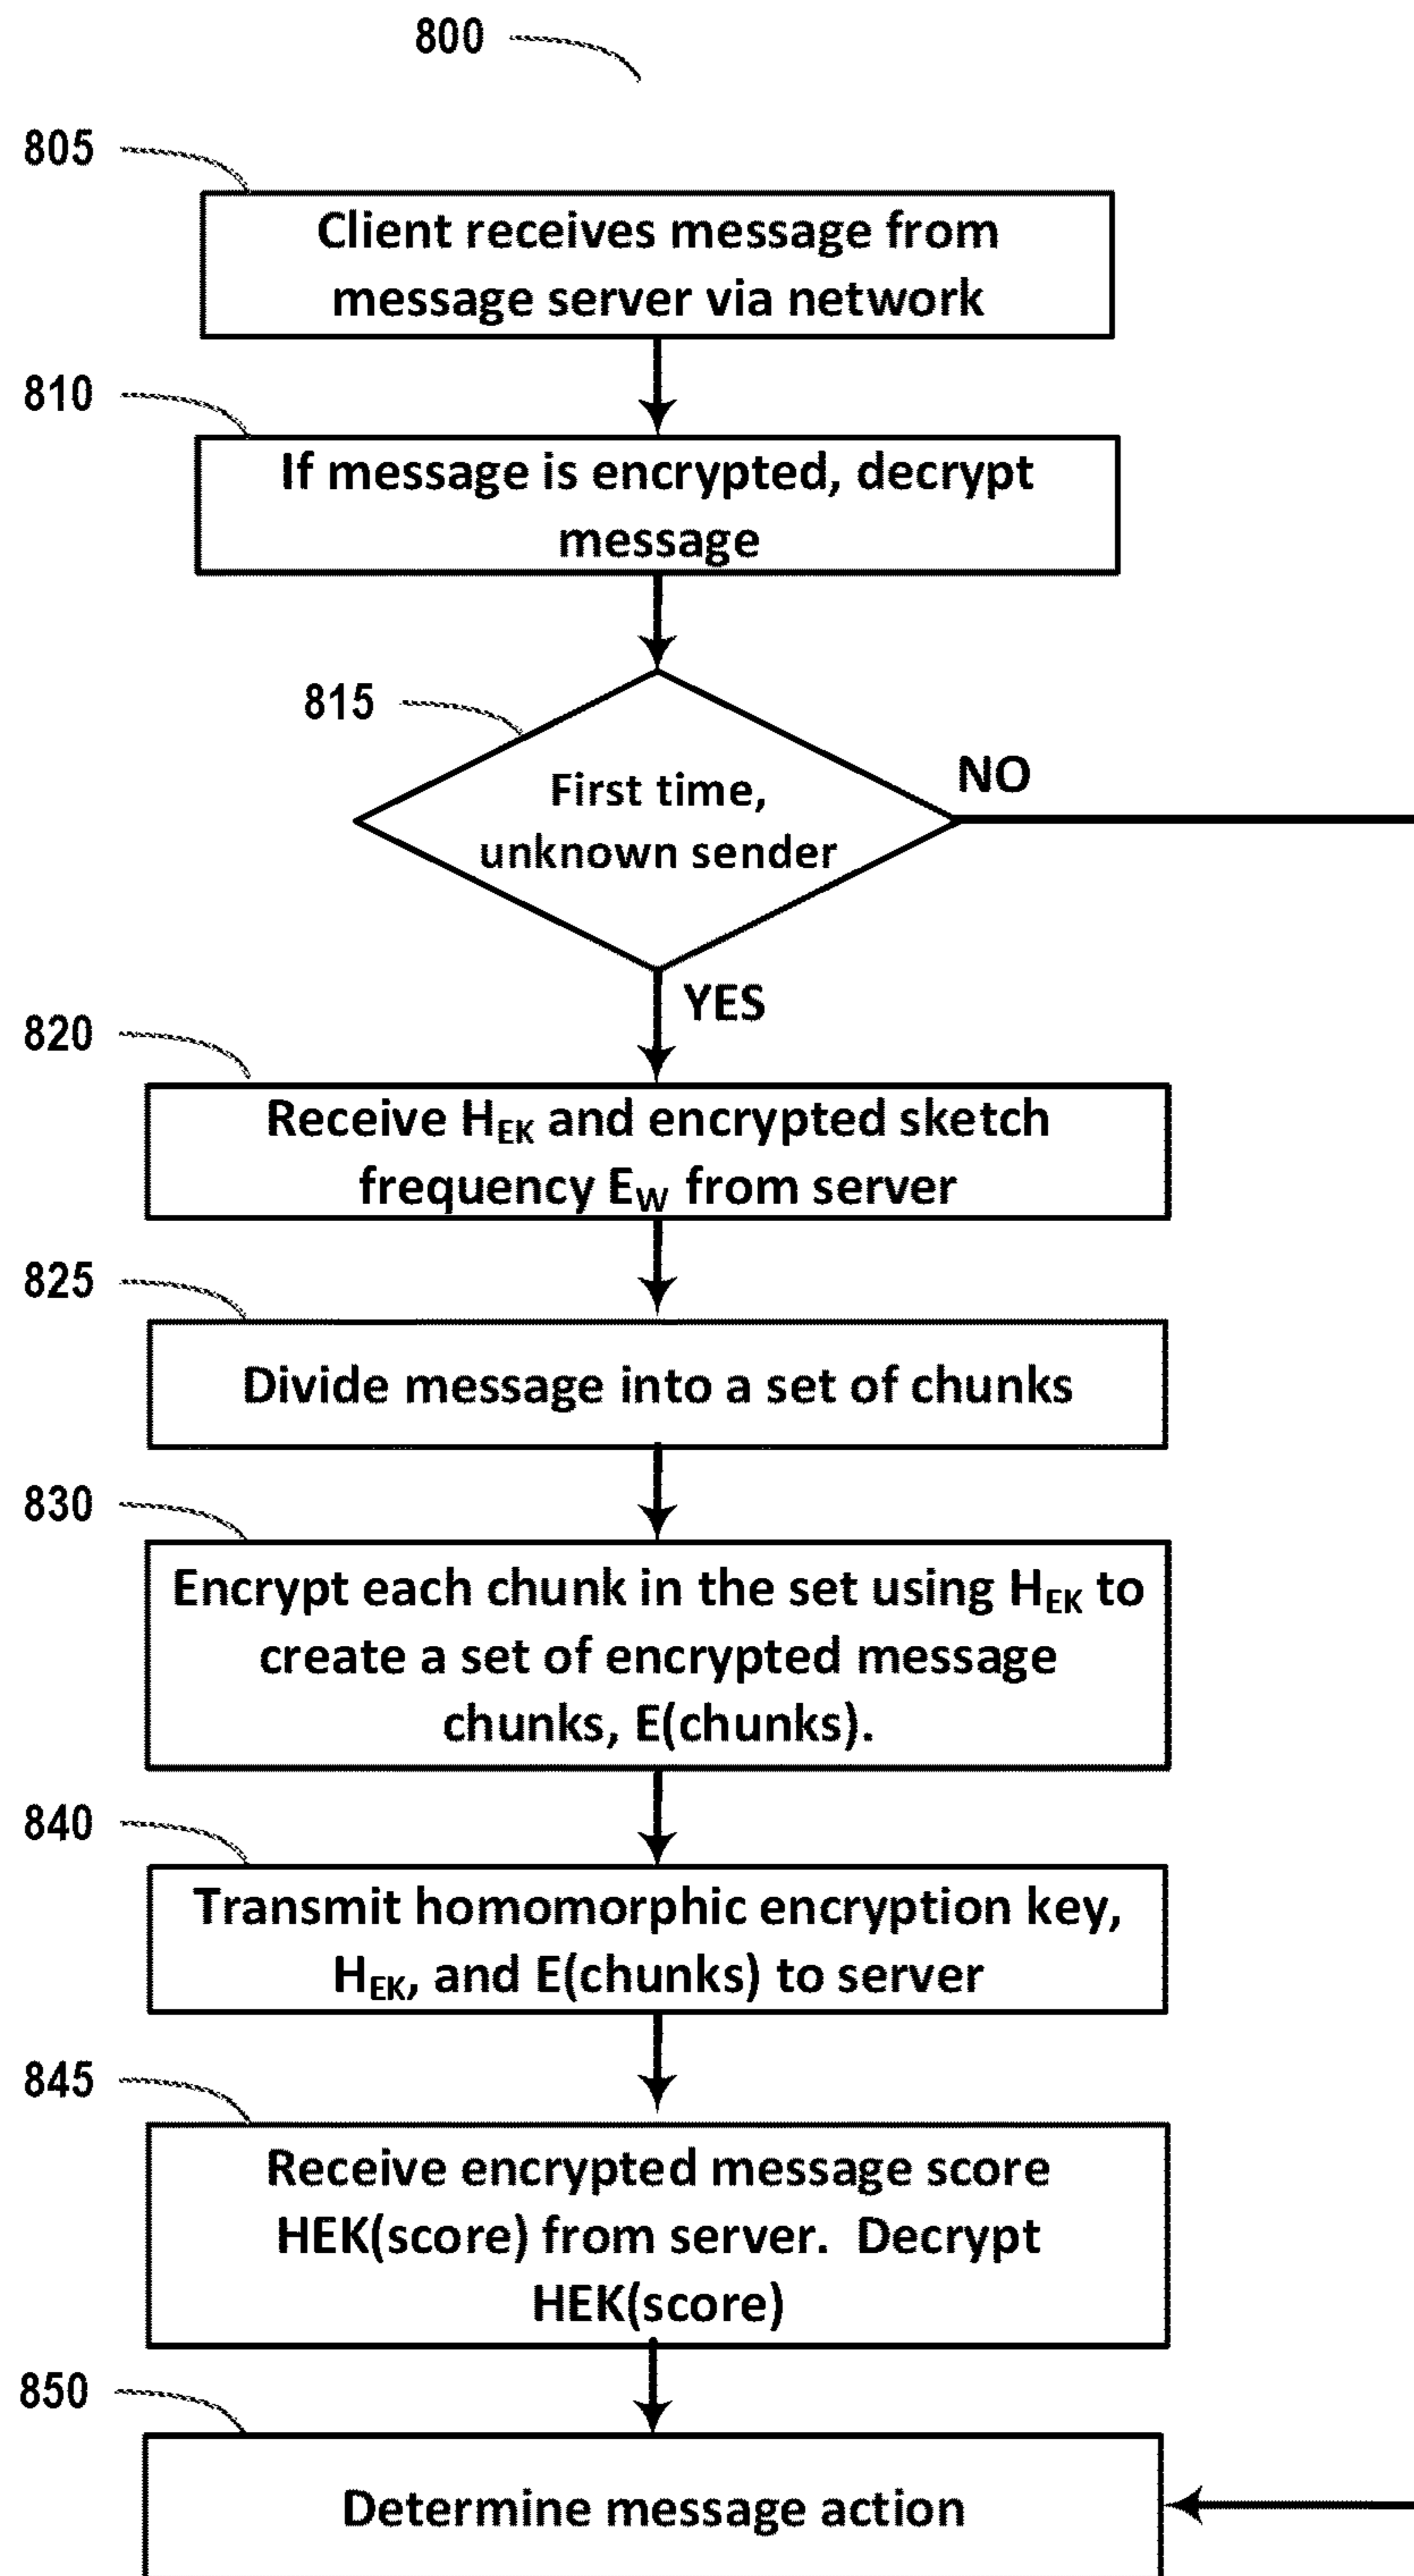 800
805
Client receives message from
message server via network
810
If message is encrypted, decrypt
message
815
First time,
unknown sender
NO
YES
820
Receive H_EK and encrypted sketch
frequency E_W from server
825
Divide message into a set of chunks
830
Encrypt each chunk in the set using H_EK to
create a set of encrypted message
chunks, E(chunks).
840
Transmit homomorphic encryption key,
H_EK, and E(chunks) to server
845
Receive encrypted message score
HEK(score) from server.  Decrypt
HEK(score)
850
Determine message action